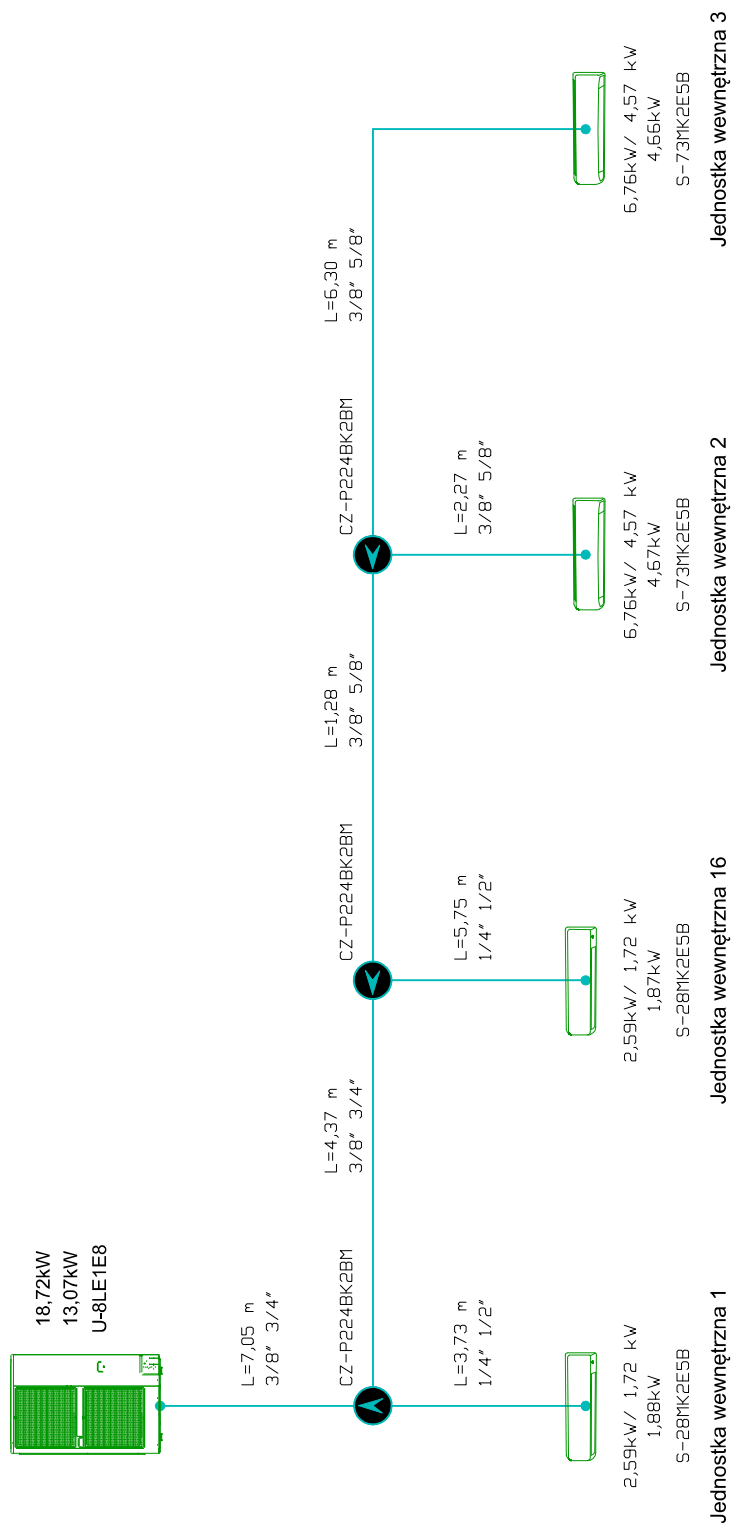 18,72kW
13,07kW
U-8LE1E8
L=7,05 m
3/8" 3/4"
CZ-P224BK2BM
L=3,73 m
1/4" 1/2"
2,59kW/ 1,72 kW
1,88kW
S-28MK2E5B
Jednostka wewnętrzna 1
L=4,37 m
3/8" 3/4"
CZ-P224BK2BM
L=5,75 m
1/4" 1/2"
2,59kW/ 1,72 kW
1,87kW
S-28MK2E5B
Jednostka wewnętrzna 16
L=1,28 m
3/8" 5/8"
CZ-P224BK2BM
L=2,27 m
3/8" 5/8"
6,76kW/ 4,57 kW
4,67kW
S-73MK2E5B
Jednostka wewnętrzna 2
L=6,30 m
3/8" 5/8"
6,76kW/ 4,57 kW
4,66kW
S-73MK2E5B
Jednostka wewnętrzna 3